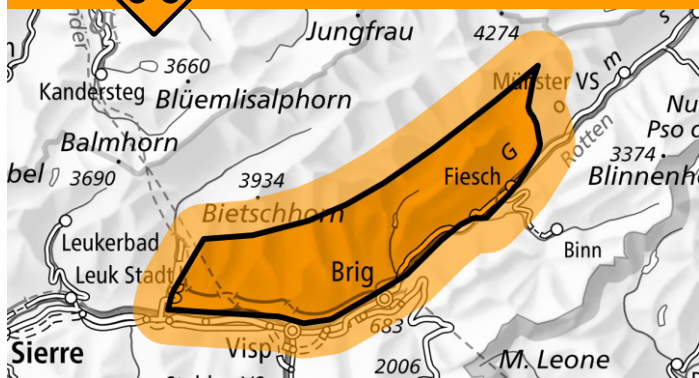 Jungfrau
4274
ander
3660
Münster VS
Kandersteg
Blüemlisalphorn
m
s
Balmhorn
Rotten
Pso
3374
bel
3690
3934
G
Fiesch
Blinnenh
Bietschhorn
Leukerbad
Binn
Leuk Stadt
Brig
683
Sierre
Visp
2006
M. Leone